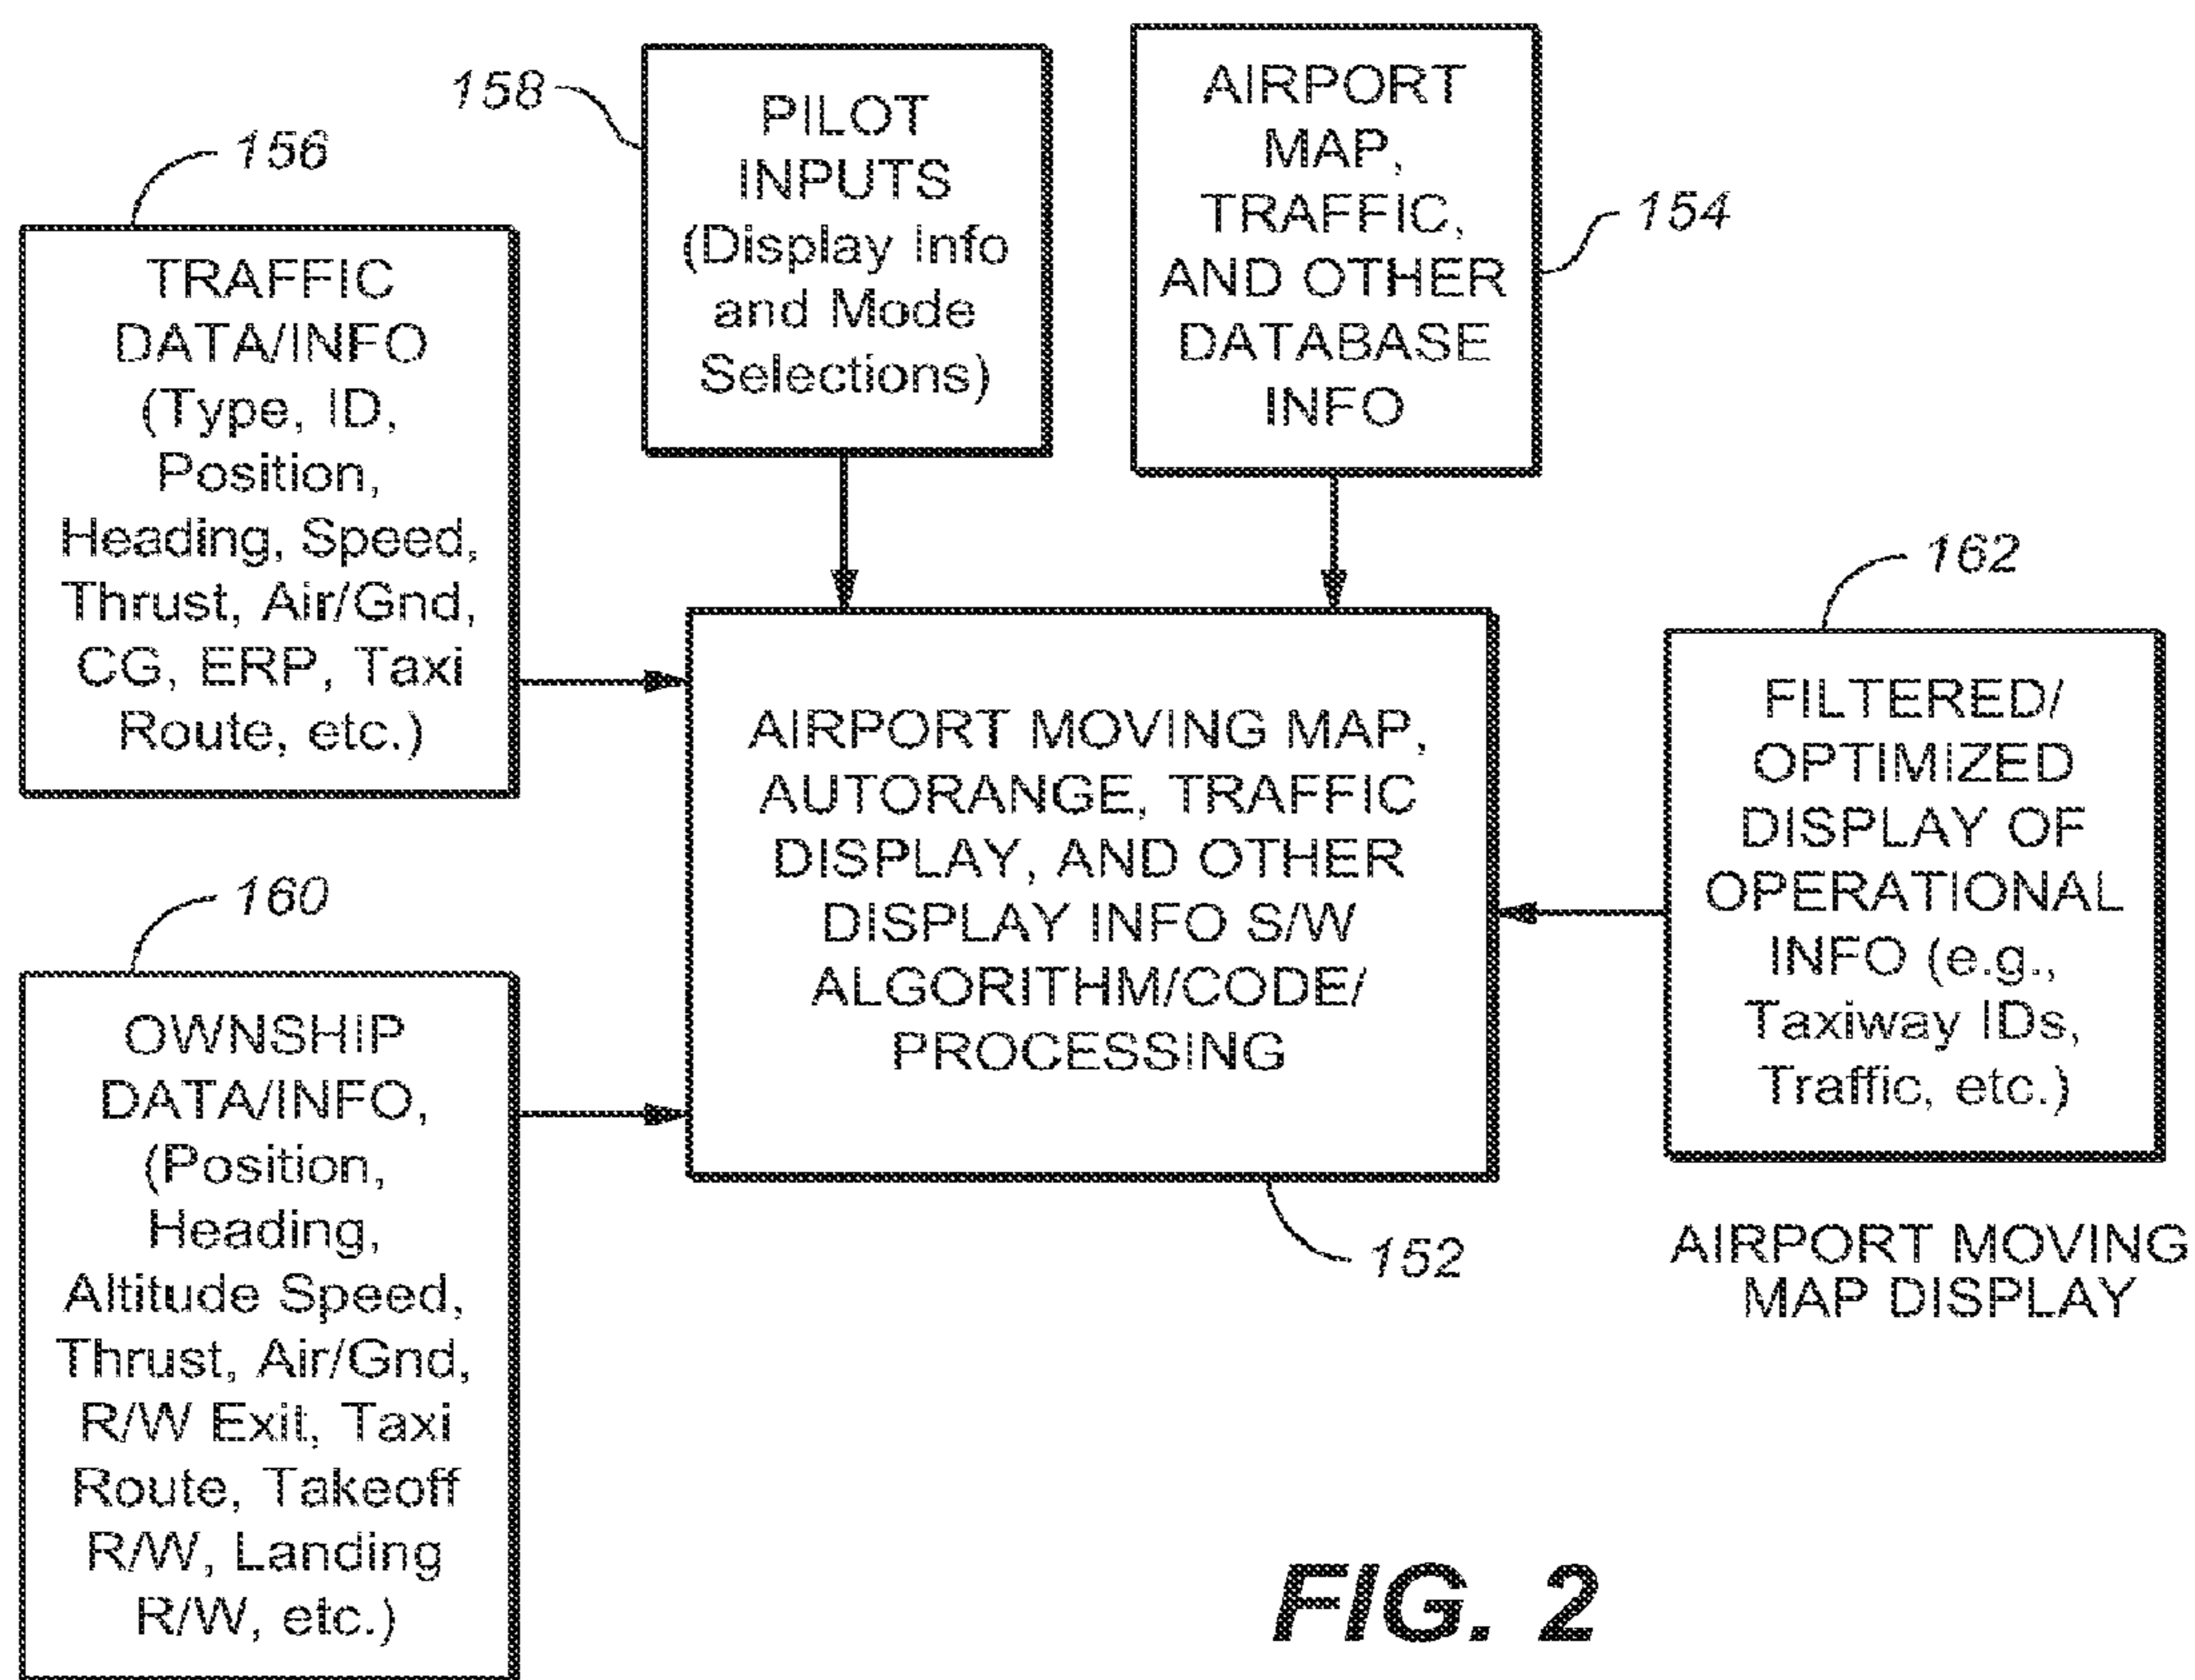 158
PILOT
INPUTS
(Display Info
and Mode
Selections)
AIRPORT
MAP,
TRAFFIC,
AND OTHER
DATABASE
INFO
154
156
TRAFFIC
DATA/INFO
(Type, ID,
Position,
Heading, Speed,
Thrust, Air/Gnd,
CG, ERP, Taxi
Route, etc.)
162
FILTERED/
OPTIMIZED
DISPLAY OF
OPERATIONAL
INFO (e.g.,
Taxiway IDs,
Traffic, etc.)
AIRPORT MOVING MAP,
AUTORANGE, TRAFFIC
DISPLAY, AND OTHER
DISPLAY INFO S/W
ALGORITHM/CODE/
PROCESSING
152
160
OWNSHIP
DATA/INFO,
(Position,
Heading,
Altitude Speed,
Thrust, Air/Gnd,
R/W Exit, Taxi
Route, Takeoff
R/W, Landing
R/W, etc.)
AIRPORT MOVING
MAP DISPLAY
FIG. 2